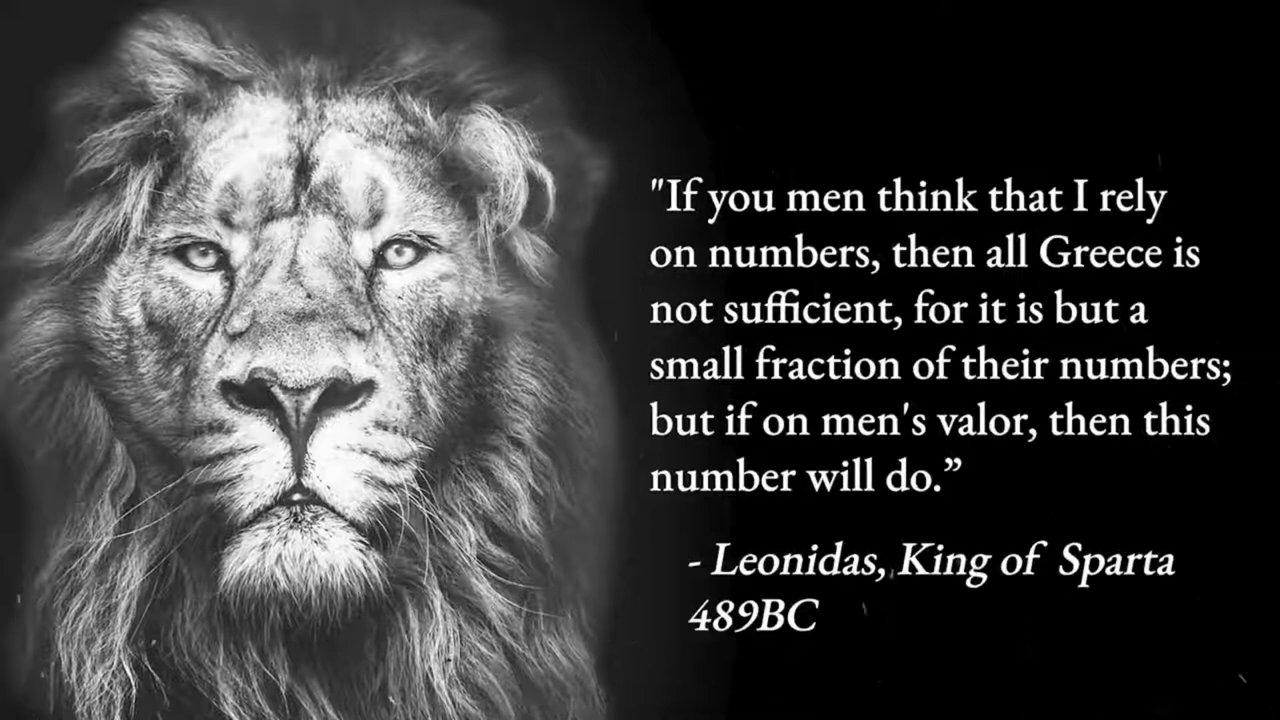 "If you men think that I rely
on numbers, then all Greece is
not sufficient, for it is but a
small fraction of their numbers;
but if on men's valor, then this
number will do.”
- Leonidas, King of Sparta
489BC